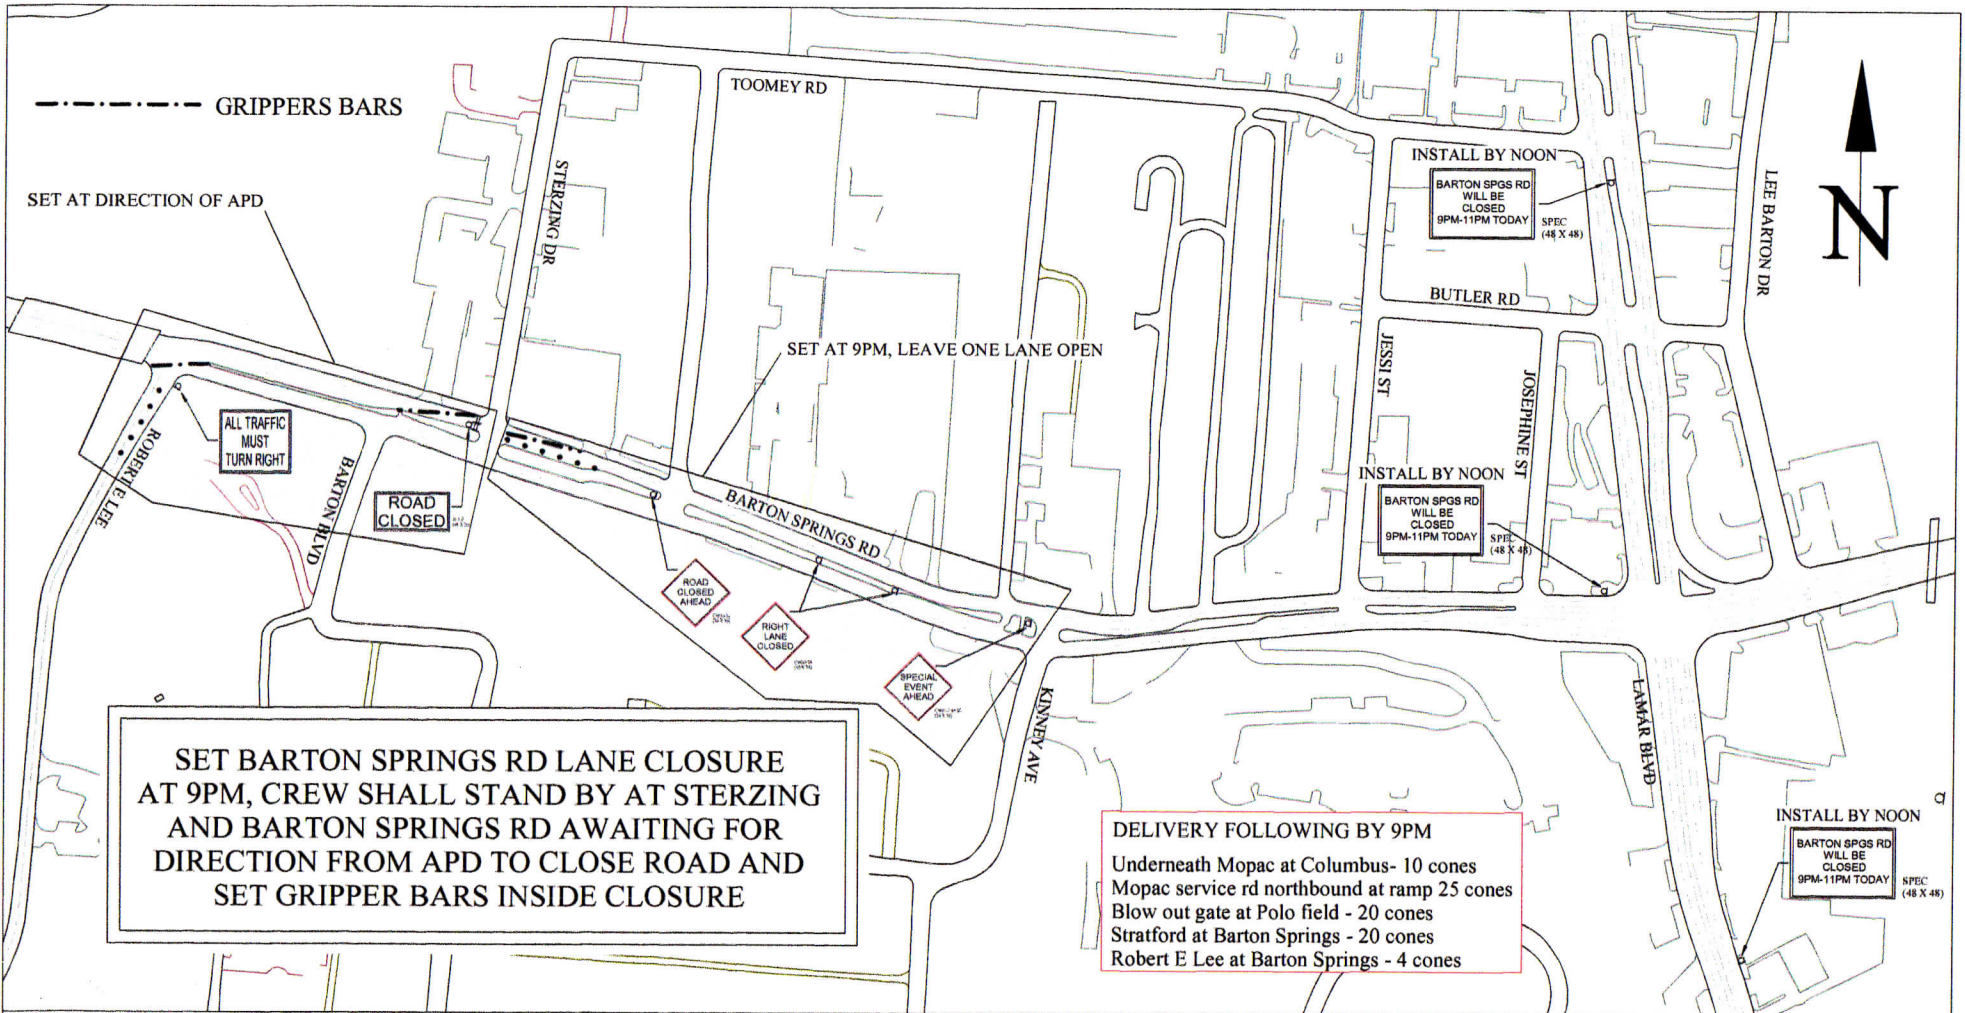 GRIPPERS BARS
SET AT DIRECTION OF APD
TOOMEY RD
STERZING DR
INSTALL BY NOON
BARTON SPGS RD
WILL BE
CLOSED
9PM-11PM TODAY
SPEC
(48 X 48)
LEE BARTON DR
N
BUTLER RD
SET AT 9PM, LEAVE ONE LANE OPEN
JESSI ST
JOSEPHINE ST
ALL TRAFFIC
MUST
TURN RIGHT
ROBERT E LEE
BARTON BLVD
ROAD
CLOSED
BARTON SPRINGS RD
INSTALL BY NOON
BARTON SPGS RD
WILL BE
CLOSED
9PM-11PM TODAY
SPEC
(48 X 48)
ROAD
CLOSED
AHEAD
RIGHT
LANE
CLOSED
SPECIAL
EVENT
AHEAD
KINNEY AVE
LAMAR BLVD
SET BARTON SPRINGS RD LANE CLOSURE
AT 9PM, CREW SHALL STAND BY AT STERZING
AND BARTON SPRINGS RD AWAITING FOR
DIRECTION FROM APD TO CLOSE ROAD AND
SET GRIPPER BARS INSIDE CLOSURE
DELIVERY FOLLOWING BY 9PM
Underneath Mopac at Columbus- 10 cones
Mopac service rd northbound at ramp 25 cones
Blow out gate at Polo field - 20 cones
Stratford at Barton Springs - 20 cones
Robert E Lee at Barton Springs - 4 cones
INSTALL BY NOON
BARTON SPGS RD
WILL BE
CLOSED
9PM-11PM TODAY
SPEC
(48 X 48)